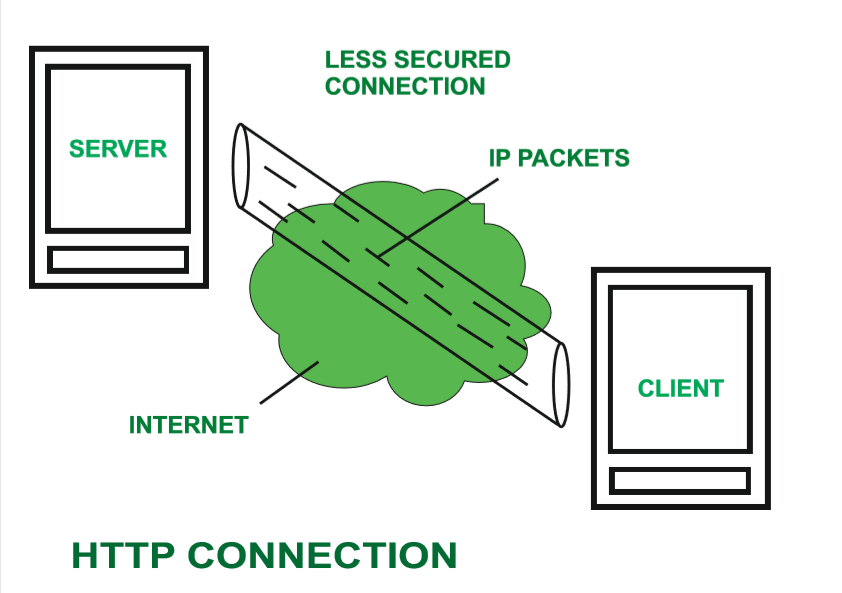 LESS SECURED
CONNECTION
SERVER
IP PACKETS
CLIENT
INTERNET
HTTP CONNECTION